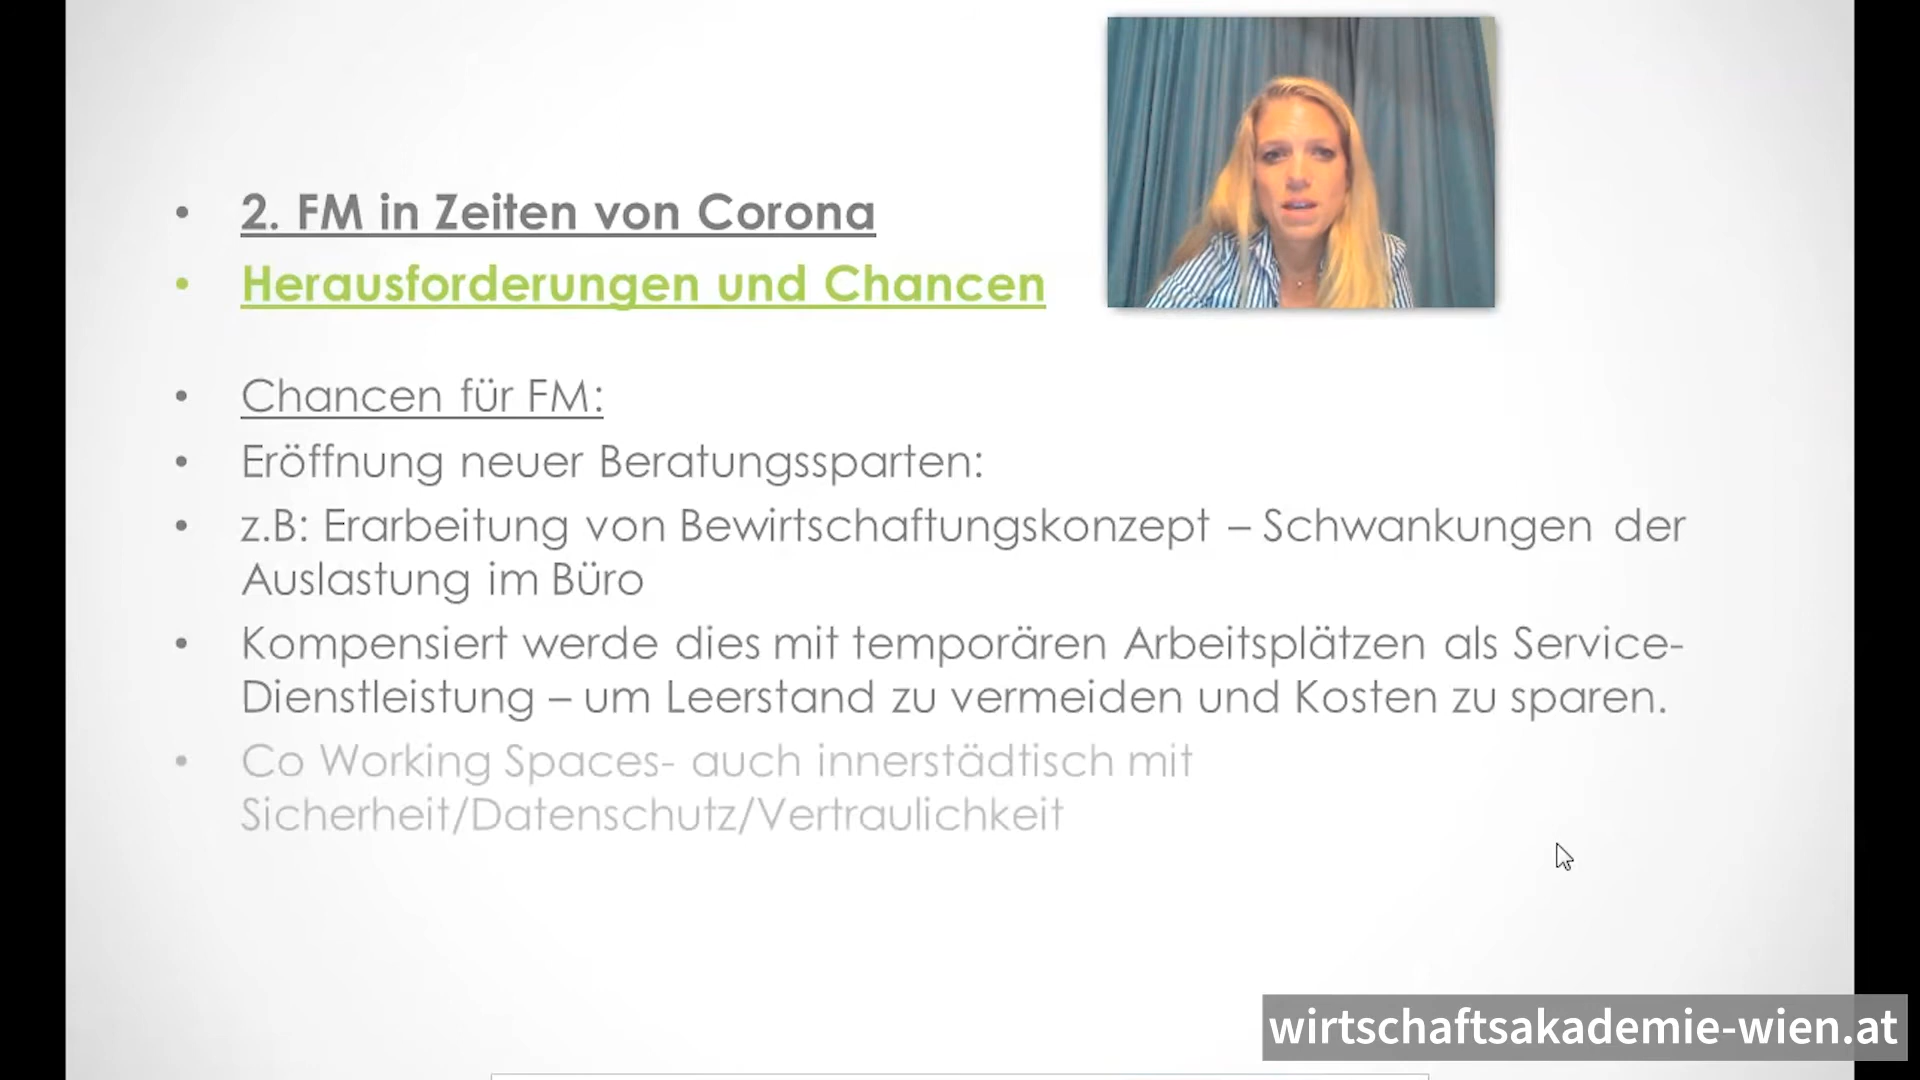 • 2. FM in Zeiten von Corona
• Herausforderungen und Chancen
• Chancen für FM:
• Eröffnung neuer Beratungssparten:
• z.B: Erarbeitung von Bewirtschaftungskonzept – Schwankungen der
Auslastung im Büro
• Kompensiert werde dies mit temporären Arbeitsplätzen als Service-
Dienstleistung – um Leerstand zu vermeiden und Kosten zu sparen.
• Co Working Spaces- auch innerstädtisch mit
Sicherheit/Datenschutz/Vertraulichkeit
wirtschaftsakademie-wien.at